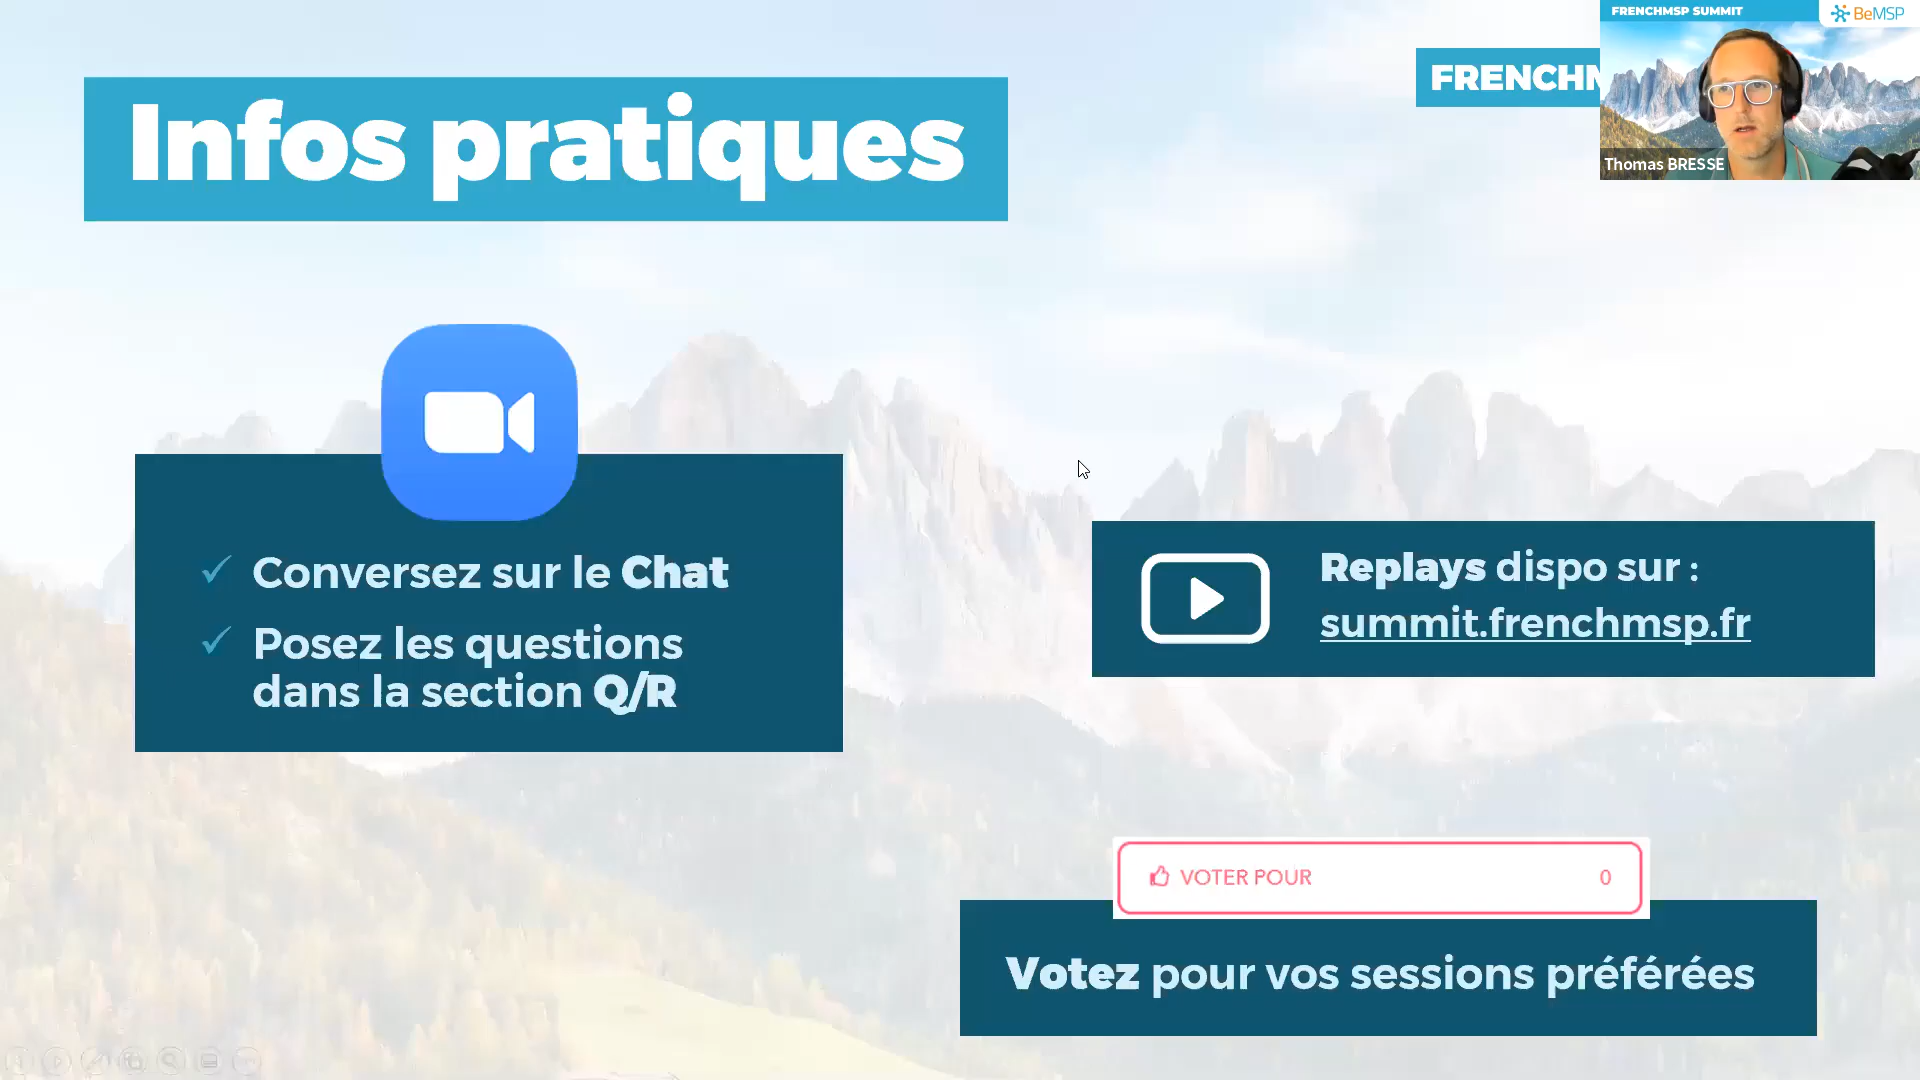 FRENCHMSP SUMMIT
BeMSP
Infos pratiques
FRENCHM
Thomas BRESSE
Conversez sur le Chat
Posez les questions
dans la section Q/R
Replays dispo sur :
summit.frenchmsp.fr
VOTER POUR 0
Votez pour vos sessions préférées